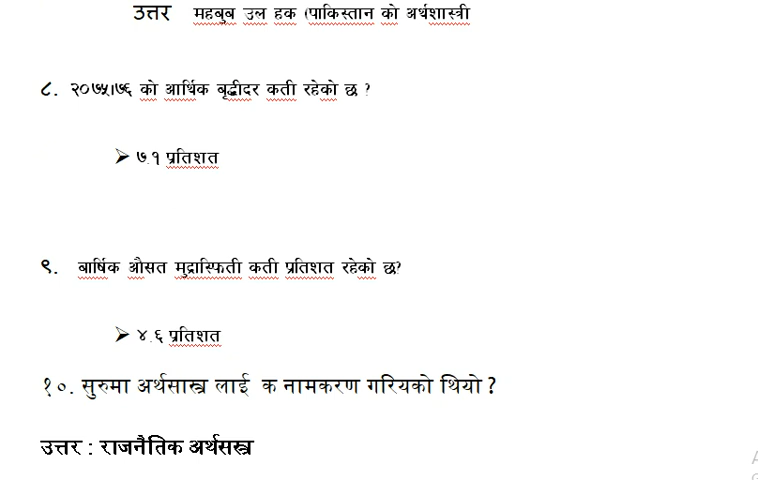 उत्तर महबुब उल हक (पाकिस्तान को अर्थशास्त्री
८. २०७५।७६ को आर्थिक बृद्धीदर कती रहेको छ ?
➢ ७.१ प्रतिशत
९. बार्षिक औसत मुद्रास्फिती कती प्रतिशत रहेको छ?
➢ ४.६ प्रतिशत
१०. सुरुमा अर्थसास्त्र लाई क नामकरण गरियको थियो ?
उत्तर : राजनैतिक अर्थसस्त्र